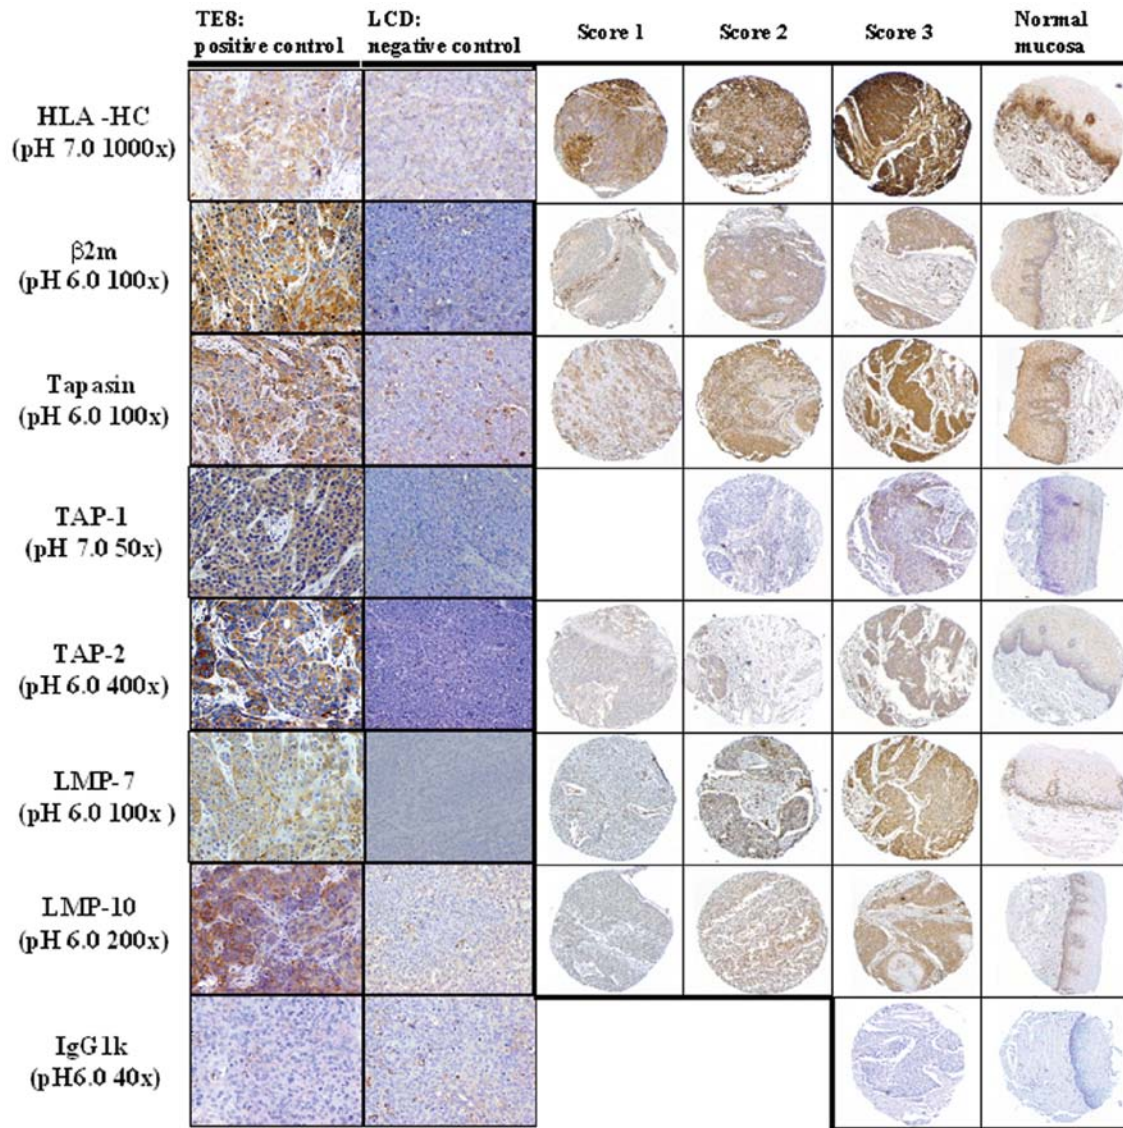 TE8:
positive control
LCD:
negative control
Score 1
Score 2
Score 3
Normal
mucosa
HLA -HC
(pH 7.0 1000x)
β2m
(pH 6.0 100x)
Tapasin
(pH 6.0 100x)
TAP-1
(pH 7.0 50x)
TAP-2
(pH 6.0 400x)
LMP-7
(pH 6.0 100x )
LMP-10
(pH 6.0 200x)
IgG1k
(pH6.0 40x)